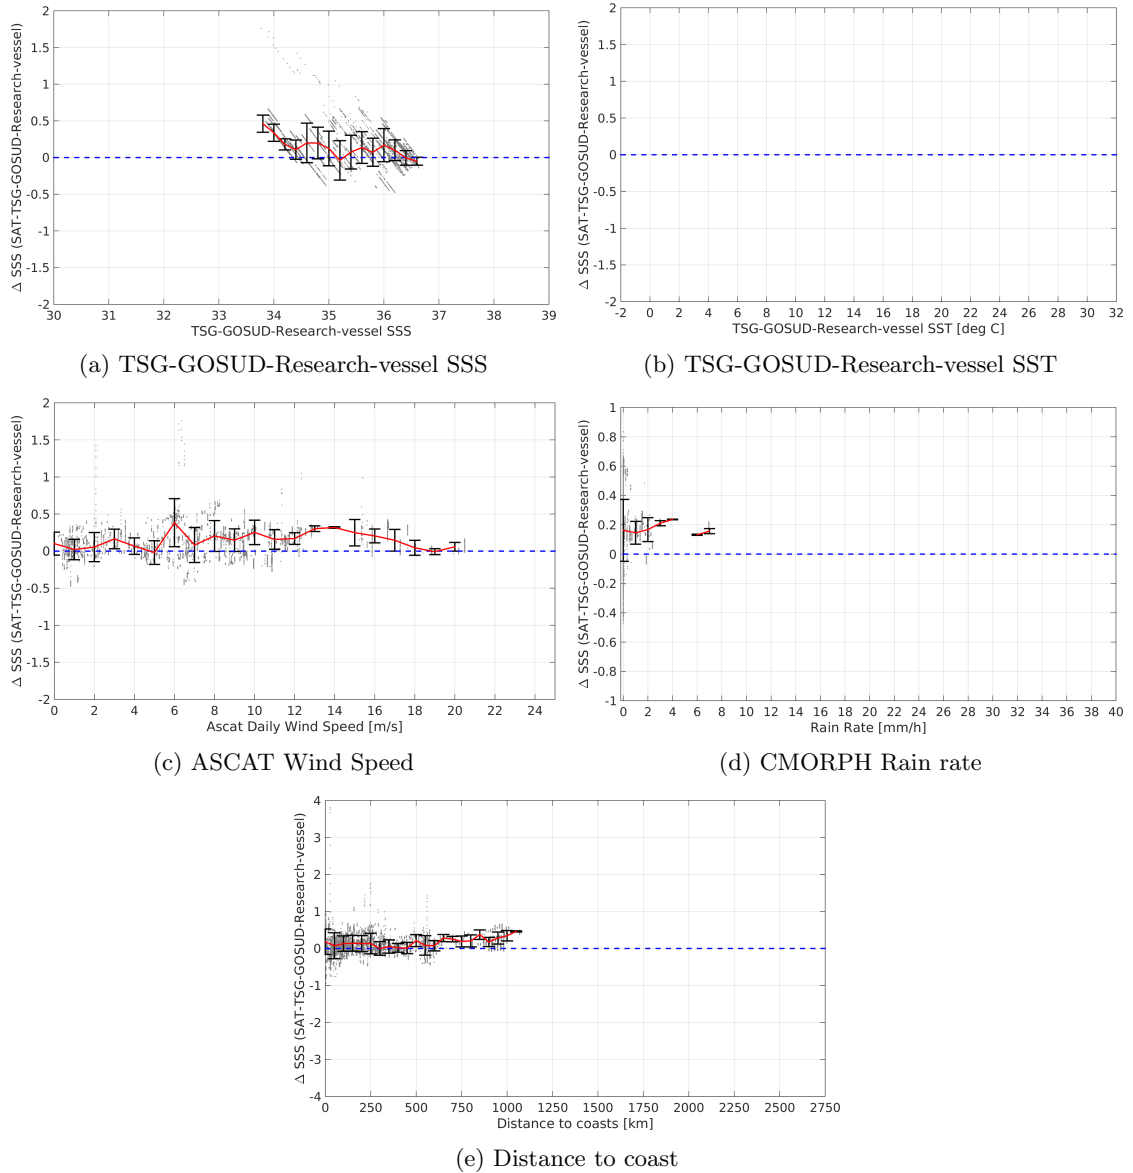 Δ SSS (SAT-TSG-GOSUD-Research-vessel)
2
1.5
1
0.5
0
-0.5
-1
-1.5
-2
30 31 32 33 34 35 36 37 38 39
TSG-GOSUD-Research-vessel SSS
(a) TSG-GOSUD-Research-vessel SSS
Δ SSS (SAT-TSG-GOSUD-Research-vessel)
2
1.5
1
0.5
0
-0.5
-1
-1.5
-2
-2 0 2 4 6 8 10 12 14 16 18 20 22 24 26 28 30 32
TSG-GOSUD-Research-vessel SST [deg C]
(b) TSG-GOSUD-Research-vessel SST
Δ SSS (SAT-TSG-GOSUD-Research-vessel)
2
1.5
1
0.5
0
-0.5
-1
-1.5
-2
0 2 4 6 8 10 12 14 16 18 20 22 24
Ascat Daily Wind Speed [m/s]
(c) ASCAT Wind Speed
Δ SSS (SAT-TSG-GOSUD-Research-vessel)
1
0.8
0.6
0.4
0.2
0
-0.2
-0.4
-0.6
-0.8
-1
0 2 4 6 8 10 12 14 16 18 20 22 24 26 28 30 32 34 36 38 40
Rain Rate [mm/h]
(d) CMORPH Rain rate
Δ SSS (SAT-TSG-GOSUD-Research-vessel)
4
3
2
1
0
-1
-2
-3
-4
0 250 500 750 1000 1250 1500 1750 2000 2250 2500 2750
Distance to coasts [km]
(e) Distance to coast